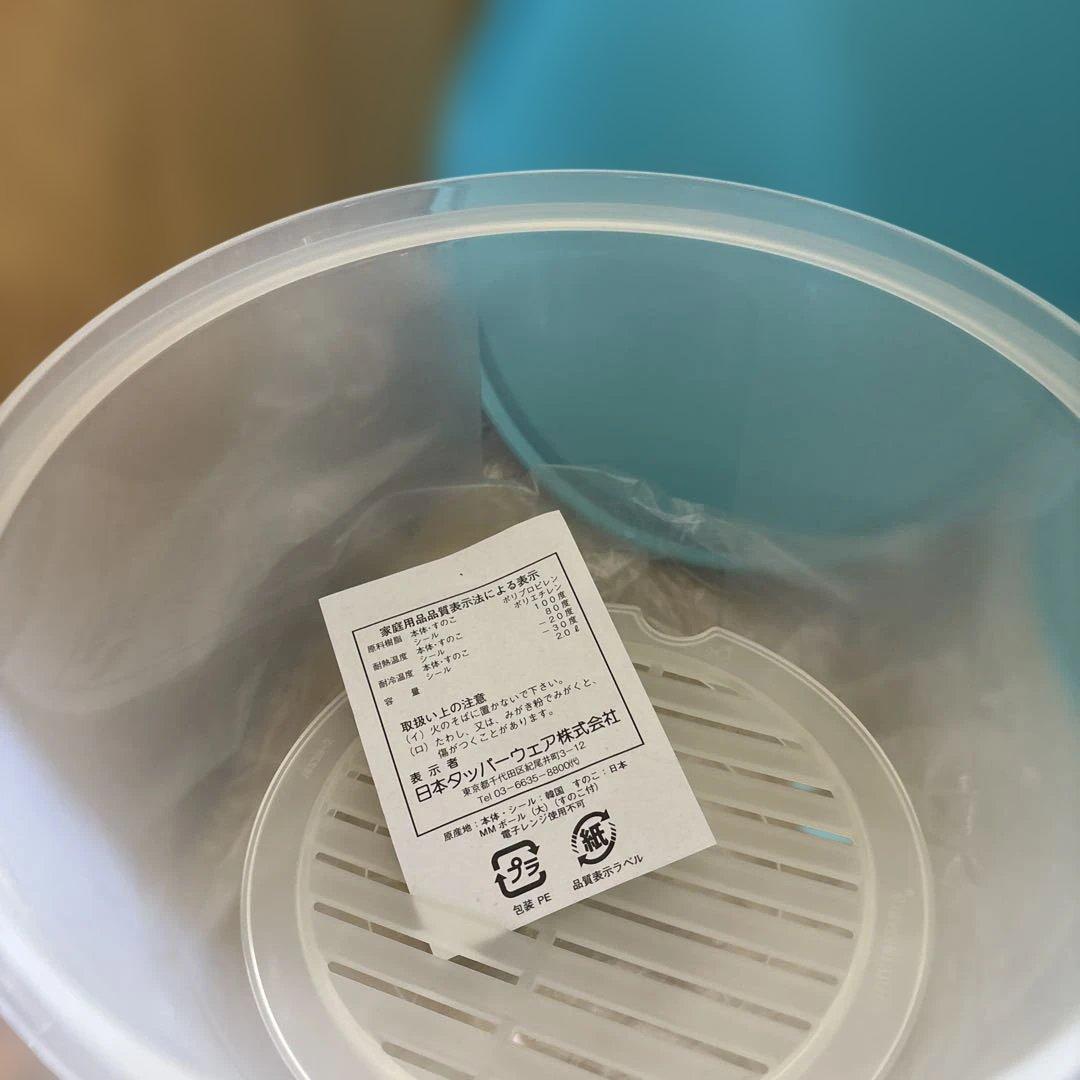 家庭用品品質表示法による表示
原料樹脂 本体・すのこ ポリプロピレン
シール ポリエチレン
耐熱温度 本体・すのこ 100度
シール 80度
耐冷温度 本体・すのこ −20度
シール −30度
容 量 2.0ℓ
取扱い上の注意
(イ) 火のそばに置かないで下さい。
(ロ) たわし、又は、みがき粉でみがくと、
傷がつくことがあります。
表示者
日本タッパーウェア株式会社
東京都千代田区紀尾井町3−12
Tel 03−6635−8800㈹
原産地:本体・シール:韓国 すのこ:日本
MMボール(大)(すのこ付)
電子レンジ使用不可
プラ
包装 PE
紙
品質表示ラベル